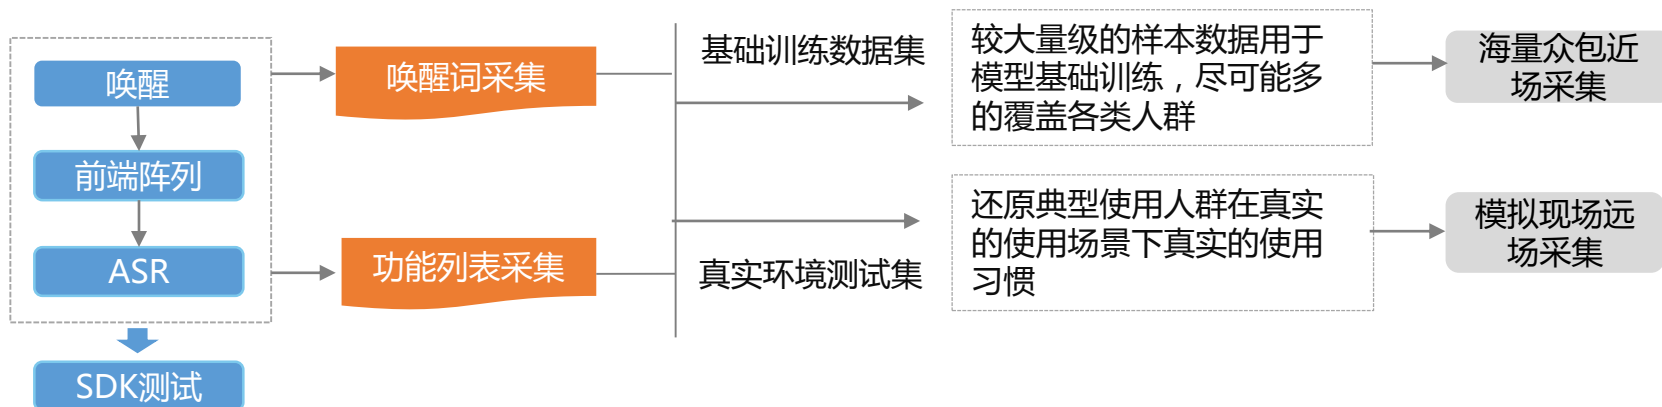 唤醒
前端阵列
ASR
SDK测试
唤醒词采集
功能列表采集
基础训练数据集
真实环境测试集
较大量级的样本数据用于
模型基础训练，尽可能多
的覆盖各类人群
还原典型使用人群在真实
的使用场景下真实的使用
习惯
海量众包近
场采集
模拟现场远
场采集